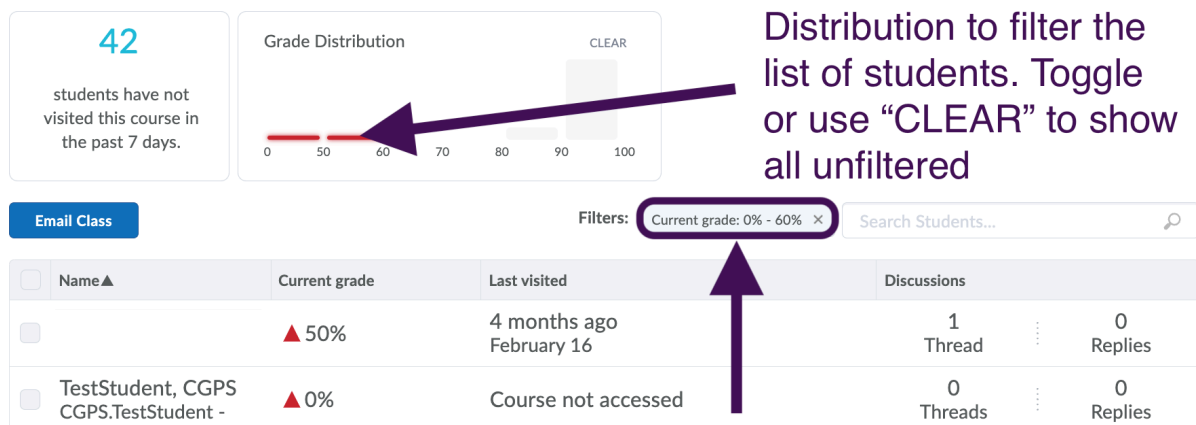 42
students have not
visited this course in
the past 7 days.
Grade Distribution
CLEAR
0 50 60 70 80 90 100
Distribution to filter the
list of students. Toggle
or use “CLEAR” to show
all unfiltered
Email Class
Filters:
Current grade: 0% - 60% ×
Search Students...
Name▲ Current grade Last visited Discussions
▲ 50% 4 months ago 1 0
February 16 Thread Replies
TestStudent, CGPS ▲ 0% Course not accessed 0 0
CGPS.TestStudent - Threads Replies